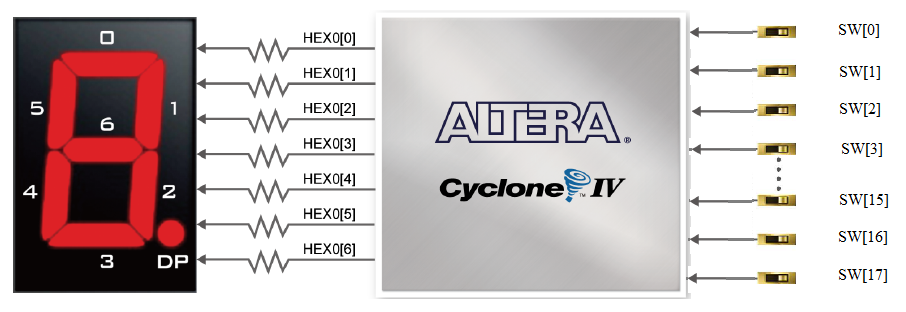 0
5
1
6
4
2
3
DP
HEX0[0]
HEX0[1]
HEX0[2]
HEX0[3]
HEX0[4]
HEX0[5]
HEX0[6]
ALTERA®
Cyclone™ IV
SW[0]
SW[1]
SW[2]
SW[3]
SW[15]
SW[16]
SW[17]